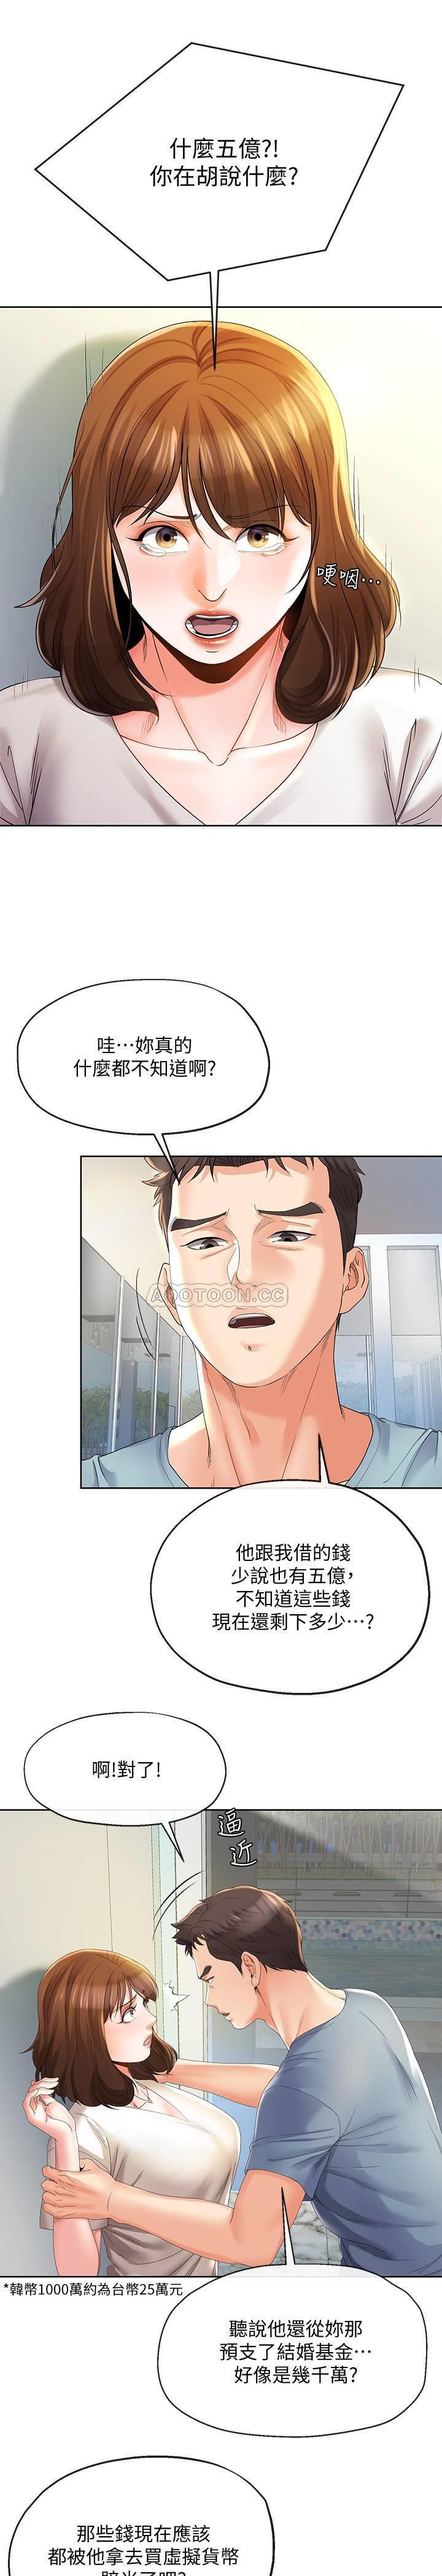 什麼五億?!
你在胡說什麼?
哽咽…
哇…妳真的
什麼都不知道啊?
ADOTOON.CC
他跟我借的錢
少說也有五億,
不知道這些錢
現在還剩下多少…?
啊!對了!
逼近
*韓幣1000萬約為台幣25萬元
聽說他還從妳那
預支了結婚基金…
好像是幾千萬?
那些錢現在應該
都被他拿去買虛擬貨幣
賠光了吧?